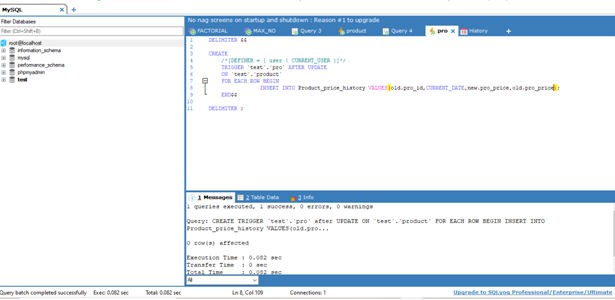 No nag screens on startup and shutdown : Reason #1 to upgrade
MySQL
Filter Databases
Filter (Ctrl+Shift+B)
root@localhost
information_schema
mysql
performance_schema
phpmyadmin
test
FACTORIAL
MAX_NO
Query 3
product
Query 4
pro
History
1 DELIMITER $$
2
3 CREATE
4 /*[DEFINER = { user | CURRENT_USER }]*/
5 TRIGGER `test`.`pro` AFTER UPDATE
6 ON `test`.`product`
7 FOR EACH ROW BEGIN
8 INSERT INTO Product_price_history VALUES(old.pro_id,CURRENT_DATE,new.pro_price,old.pro_price);
9 END$$
10
11 DELIMITER ;
1 Messages
2 Table Data
3 Info
1 queries executed, 1 success, 0 errors, 0 warnings
Query: CREATE TRIGGER `test`.`pro` after UPDATE ON `test`.`product` FOR EACH ROW BEGIN INSERT INTO
Product_price_history VALUES(old.pro...
0 row(s) affected
Execution Time : 0.082 sec
Transfer Time : 0 sec
Total Time : 0.082 sec
All
Query batch completed successfully
Exec: 0.082 sec
Total: 0.082 sec
Ln 8, Col 109
Connections: 1
Upgrade to SQLyog Professional/Enterprise/Ultimate